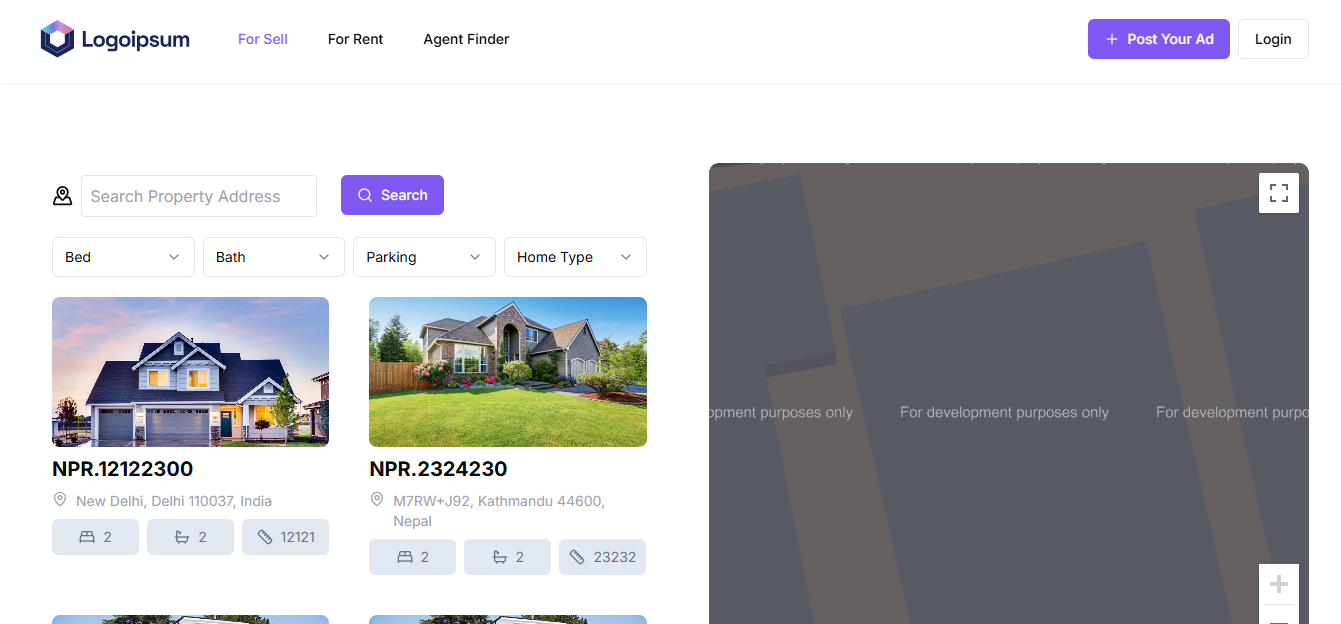 Logoipsum
For Sell
For Rent
Agent Finder
Post Your Ad
Login
Search Property Address
Search
Bed
Bath
Parking
Home Type
NPR.12122300
New Delhi, Delhi 110037, India
2
2
12121
NPR.2324230
M7RW+J92, Kathmandu 44600,
Nepal
2
2
23232
opment purposes only
For development purposes only
For development purpo